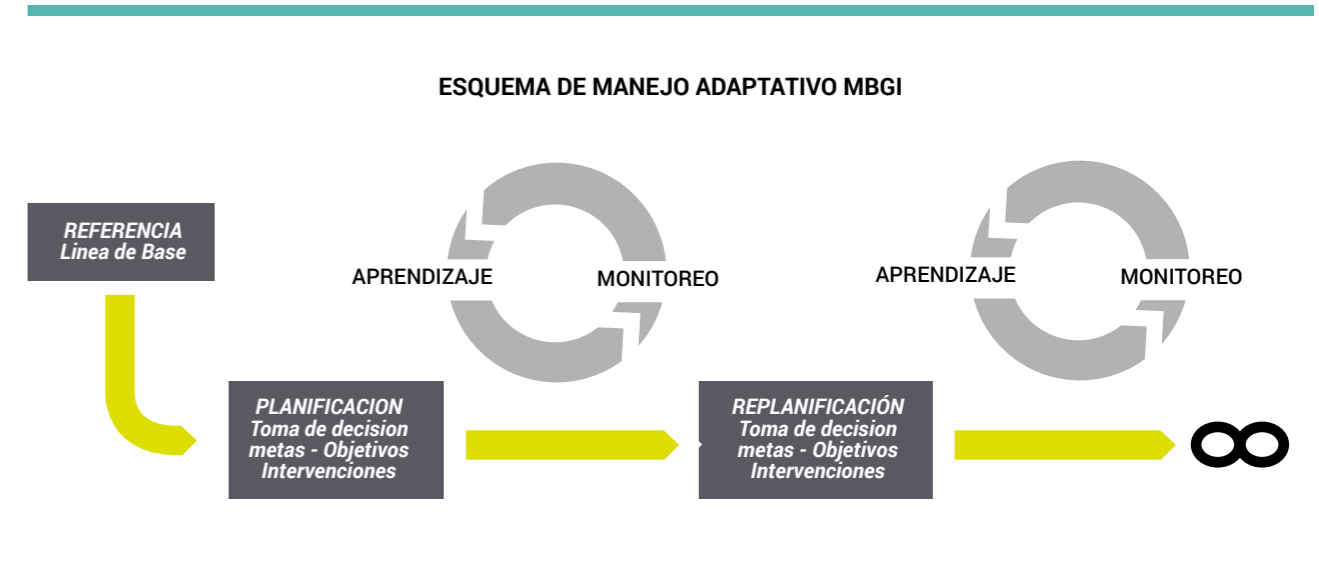 ESQUEMA DE MANEJO ADAPTATIVO MBGI
REFERENCIA
Linea de Base
APRENDIZAJE
MONITOREO
APRENDIZAJE
MONITOREO
PLANIFICACION
Toma de decision
metas - Objetivos
Intervenciones
REPLANIFICACIÓN
Toma de decision
metas - Objetivos
Intervenciones